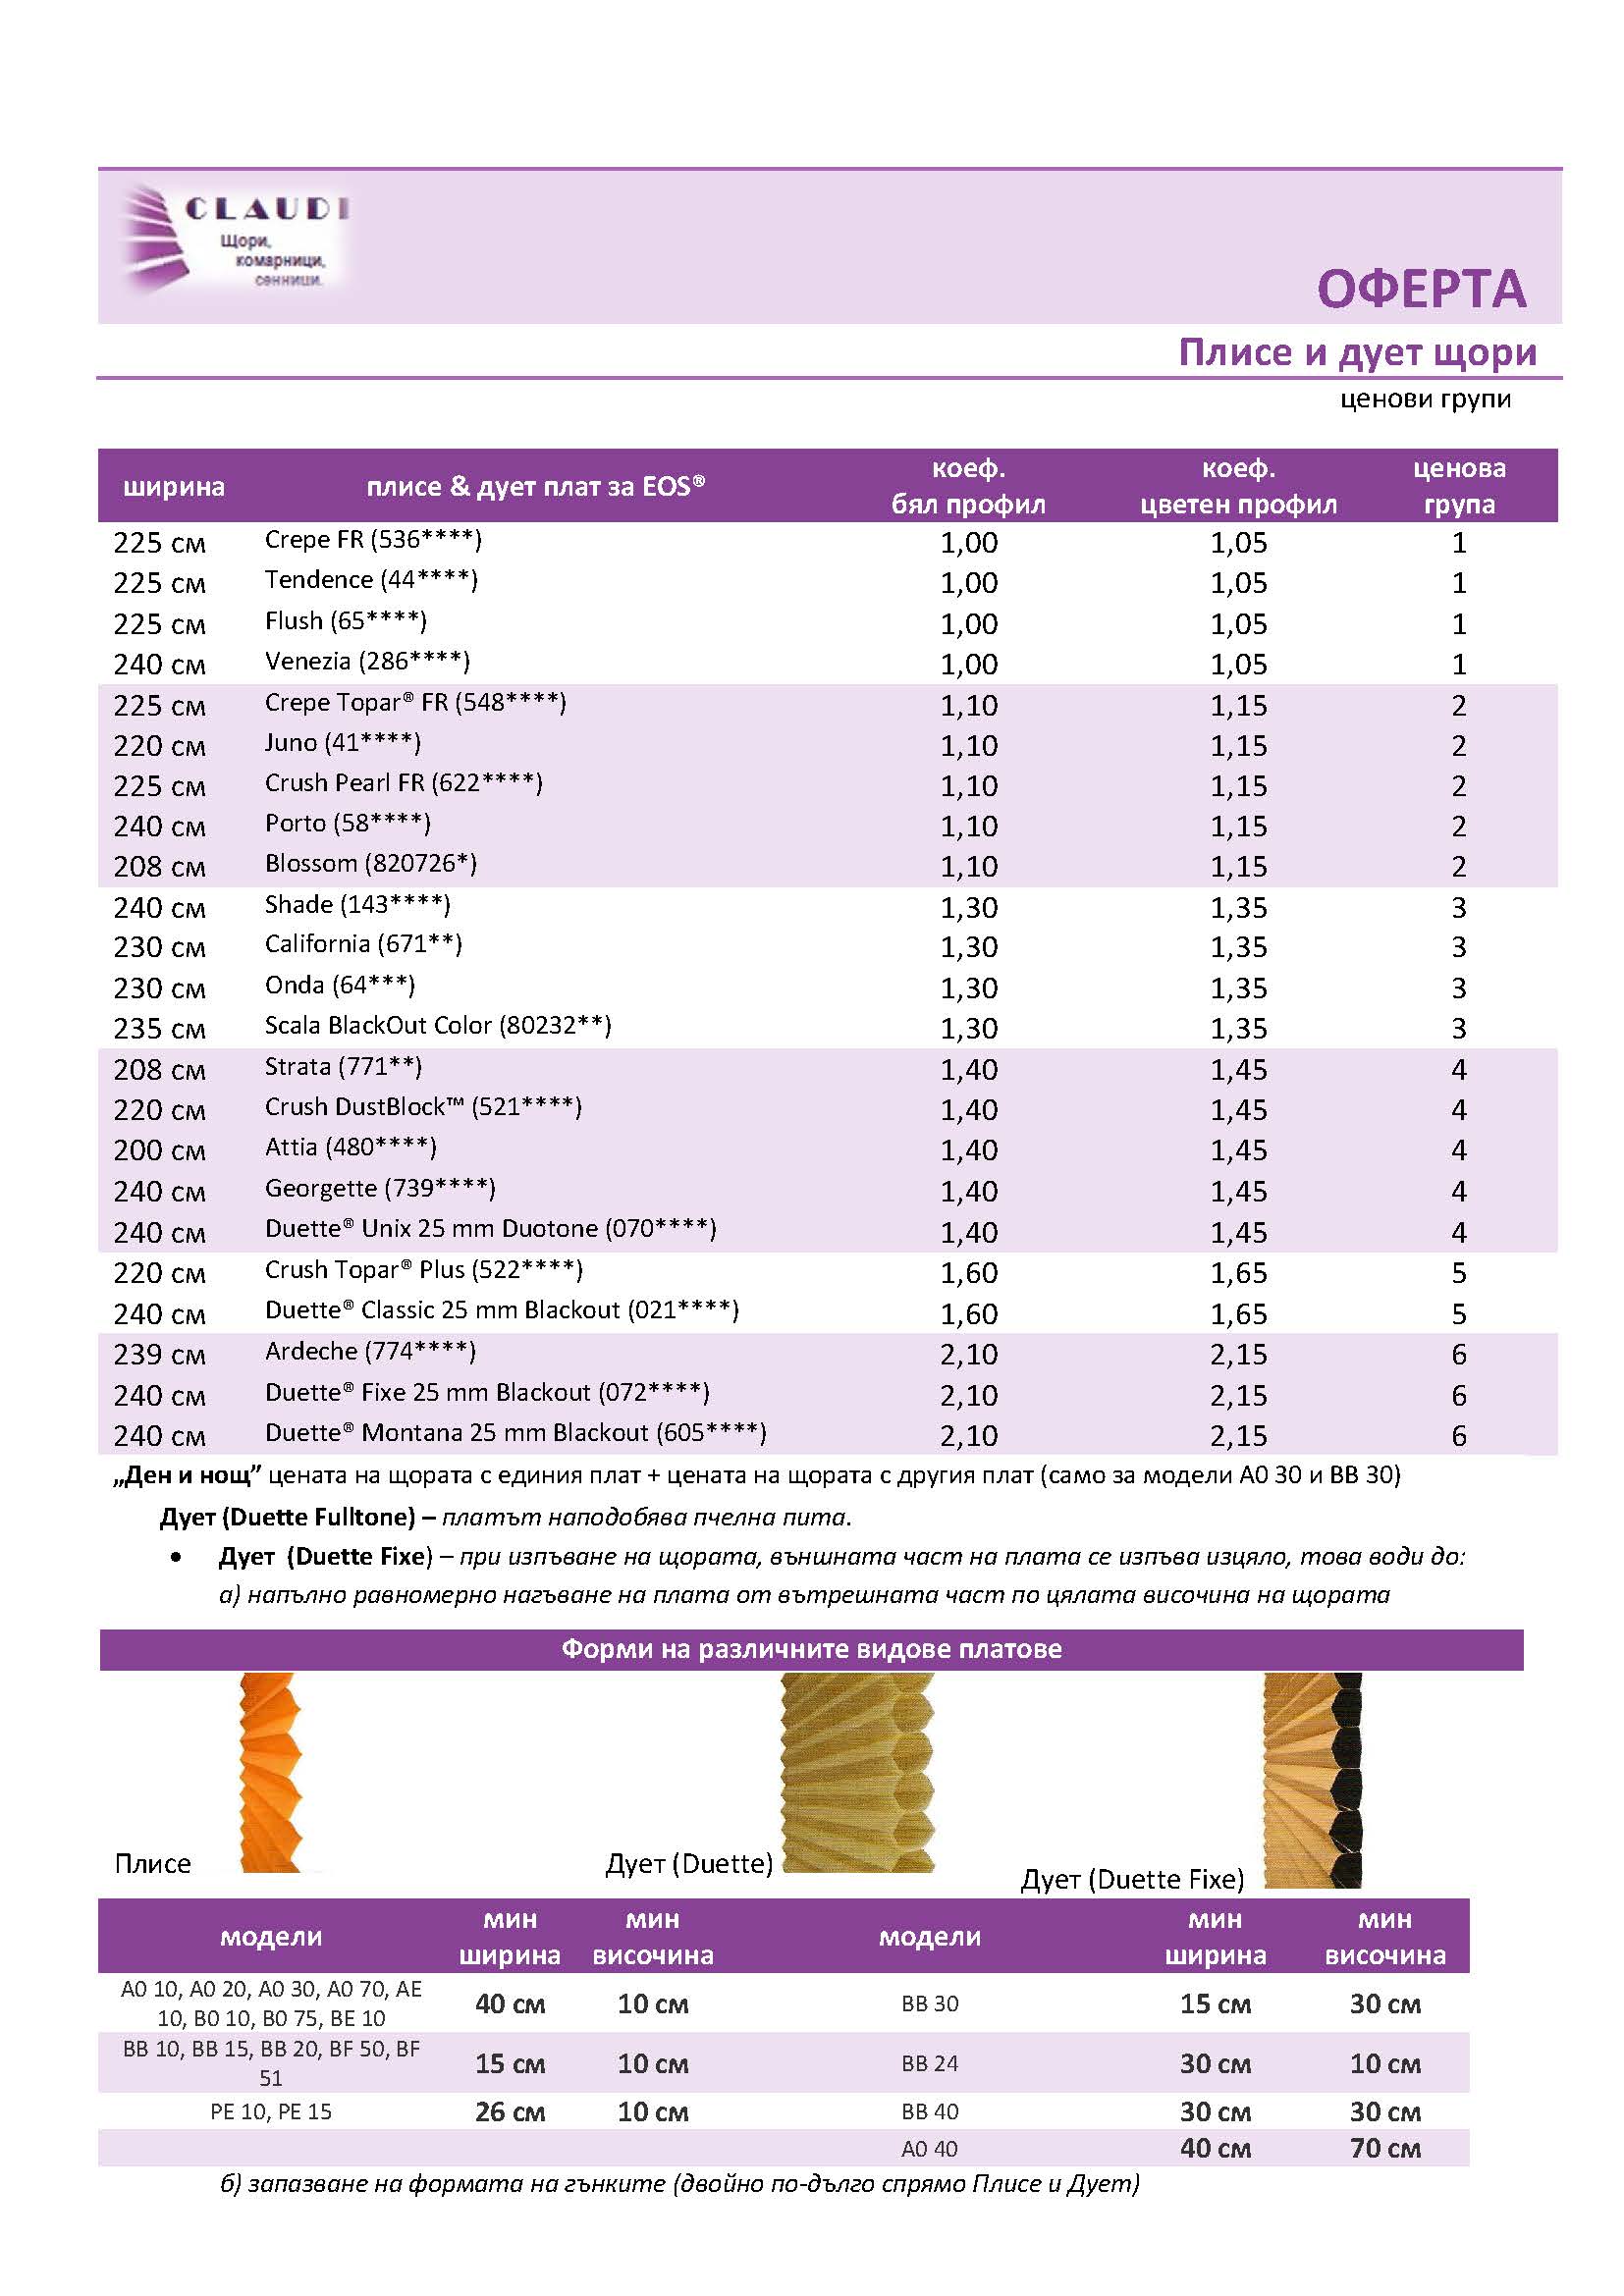 CLAUDI
Щори,
комарници,
сенници.
ОФЕРТА
Плисе и дует щори
ценови групи
ширина плисе & дует плат за EOS® коеф. бял профил коеф. цветен профил ценова група
225 см Crepe FR (536****) 1,00 1,05 1
225 см Tendence (44****) 1,00 1,05 1
225 см Flush (65****) 1,00 1,05 1
240 см Venezia (286****) 1,00 1,05 1
225 см Crepe Topar® FR (548****) 1,10 1,15 2
220 см Juno (41****) 1,10 1,15 2
225 см Crush Pearl FR (622****) 1,10 1,15 2
240 см Porto (58****) 1,10 1,15 2
208 см Blossom (820726*) 1,10 1,15 2
240 см Shade (143****) 1,30 1,35 3
230 см California (671**) 1,30 1,35 3
230 см Onda (64***) 1,30 1,35 3
235 см Scala BlackOut Color (80232**) 1,30 1,35 3
208 см Strata (771**) 1,40 1,45 4
220 см Crush DustBlock™ (521****) 1,40 1,45 4
200 см Attia (480****) 1,40 1,45 4
240 см Georgette (739****) 1,40 1,45 4
240 см Duette® Unix 25 mm Duotone (070****) 1,40 1,45 4
220 см Crush Topar® Plus (522****) 1,60 1,65 5
240 см Duette® Classic 25 mm Blackout (021****) 1,60 1,65 5
239 см Ardeche (774****) 2,10 2,15 6
240 см Duette® Fixe 25 mm Blackout (072****) 2,10 2,15 6
240 см Duette® Montana 25 mm Blackout (605****) 2,10 2,15 6
„Ден и нощ” цената на щората с единия плат + цената на щората с другия плат (само за модели А0 30 и ВВ 30)
Дует (Duette Fulltone) – платът наподобява пчелна пита.
• Дует (Duette Fixe) – при изпъване на щората, външната част на плата се изпъва изцяло, това води до:
а) напълно равномерно нагъване на плата от вътрешната част по цялата височина на щората
Форми на различните видове платове
Плисе Дует (Duette) Дует (Duette Fixe)
модели мин ширина мин височина модели мин ширина мин височина
А0 10, А0 20, А0 30, А0 70, АЕ
10, В0 10, В0 75, ВЕ 10 40 см 10 см ВВ 30 15 см 30 см
ВВ 10, ВВ 15, ВВ 20, BF 50, BF
51 15 см 10 см ВВ 24 30 см 10 см
РЕ 10, РЕ 15 26 см 10 см ВВ 40 30 см 30 см
А0 40 40 см 70 см
б) запазване на формата на гънките (двойно по-дълго спрямо Плисе и Дует)